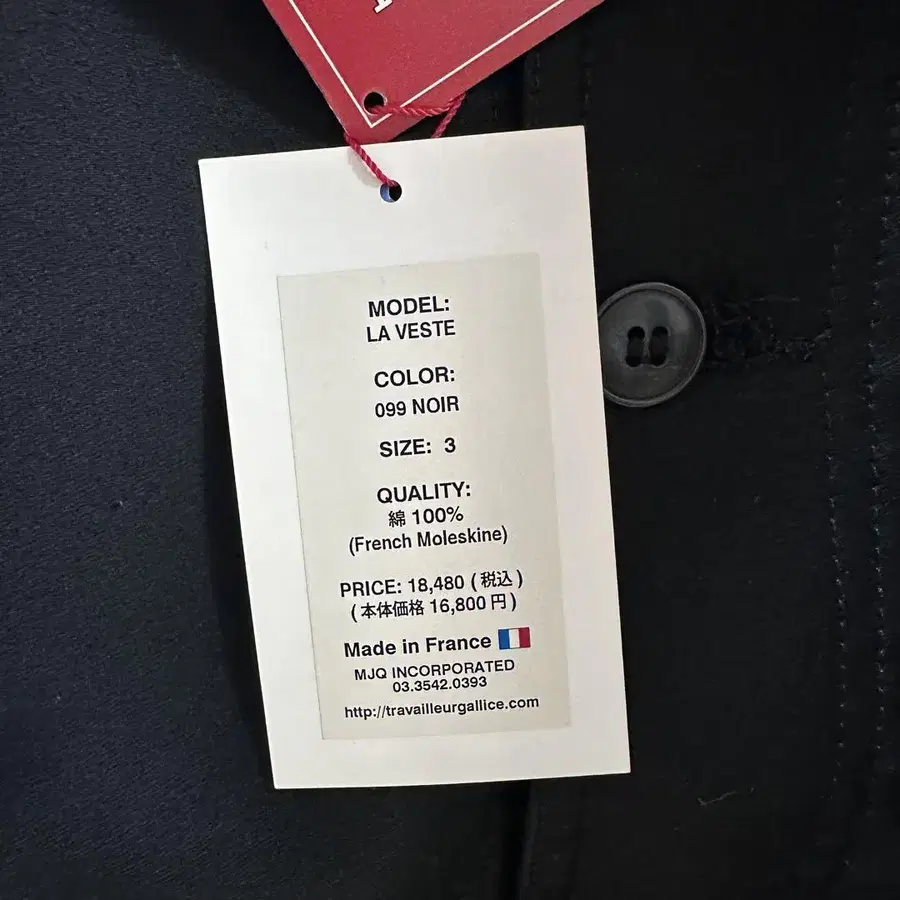 MODEL:
LA VESTE
COLOR:
099 NOIR
SIZE: 3
QUALITY:
綿 100%
(French Moleskine)
PRICE: 18,480 (税込)
(本体価格 16,800 円)
Made in France
MJQ INCORPORATED
03.3542.0393
http://travailleurgallice.com